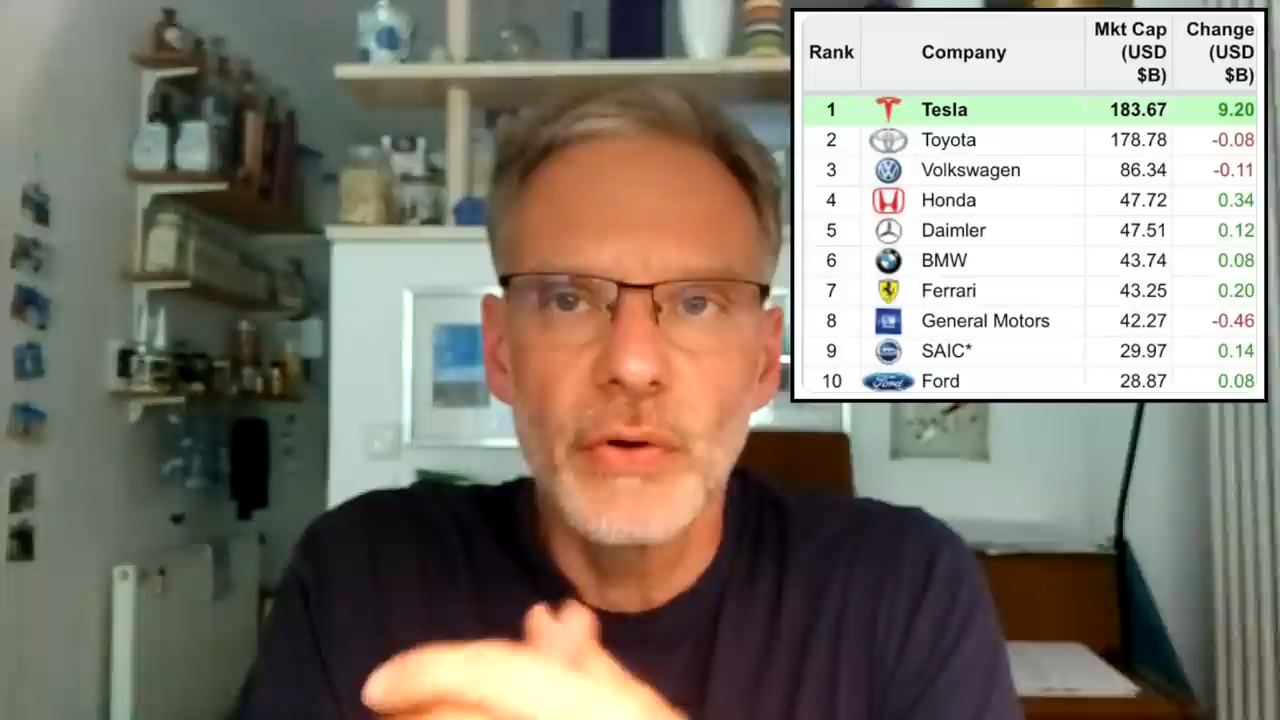 Rank Company Mkt Cap (USD $B) Change (USD $B)
1 Tesla 183.67 9.20
2 Toyota 178.78 -0.08
3 Volkswagen 86.34 -0.11
4 Honda 47.72 0.34
5 Daimler 47.51 0.12
6 BMW 43.74 0.08
7 Ferrari 43.25 0.20
8 General Motors 42.27 -0.46
9 SAIC* 29.97 0.14
10 Ford 28.87 0.08